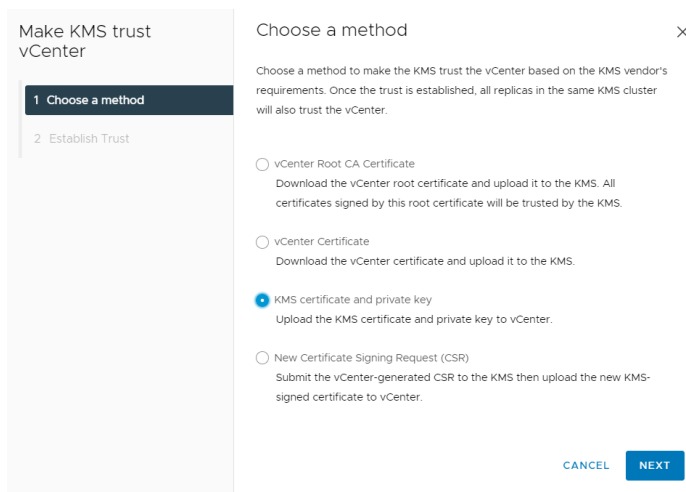 Make KMS trust
vCenter
1 Choose a method
2 Establish Trust
Choose a method
Choose a method to make the KMS trust the vCenter based on the KMS vendor's
requirements. Once the trust is established, all replicas in the same KMS cluster
will also trust the vCenter.
vCenter Root CA Certificate
Download the vCenter root certificate and upload it to the KMS. All
certificates signed by this root certificate will be trusted by the KMS.
vCenter Certificate
Download the vCenter certificate and upload it to the KMS.
KMS certificate and private key
Upload the KMS certificate and private key to vCenter.
New Certificate Signing Request (CSR)
Submit the vCenter-generated CSR to the KMS then upload the new KMS-
signed certificate to vCenter.
CANCEL NEXT